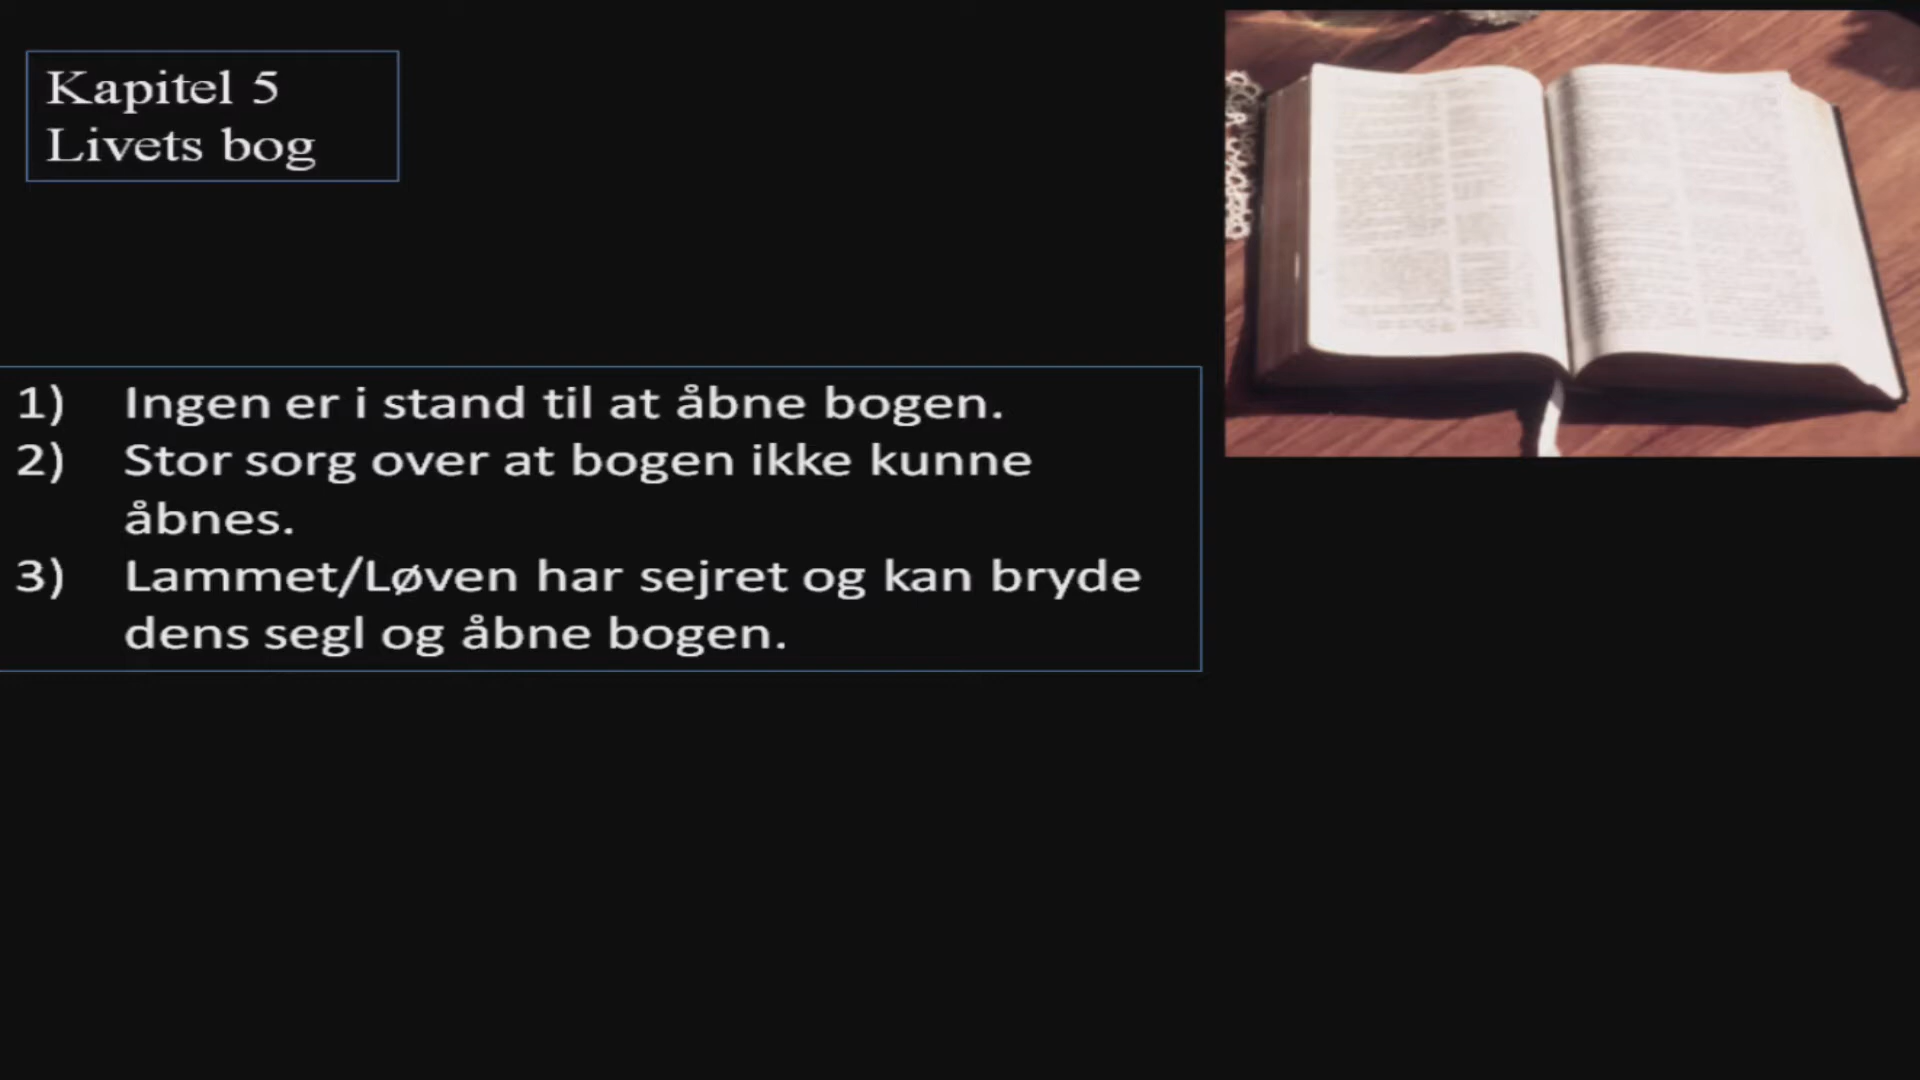 Kapitel 5
Livets bog
1) Ingen er i stand til at åbne bogen.
2) Stor sorg over at bogen ikke kunne
åbnes.
3) Lammet/Løven har sejret og kan bryde
dens segl og åbne bogen.